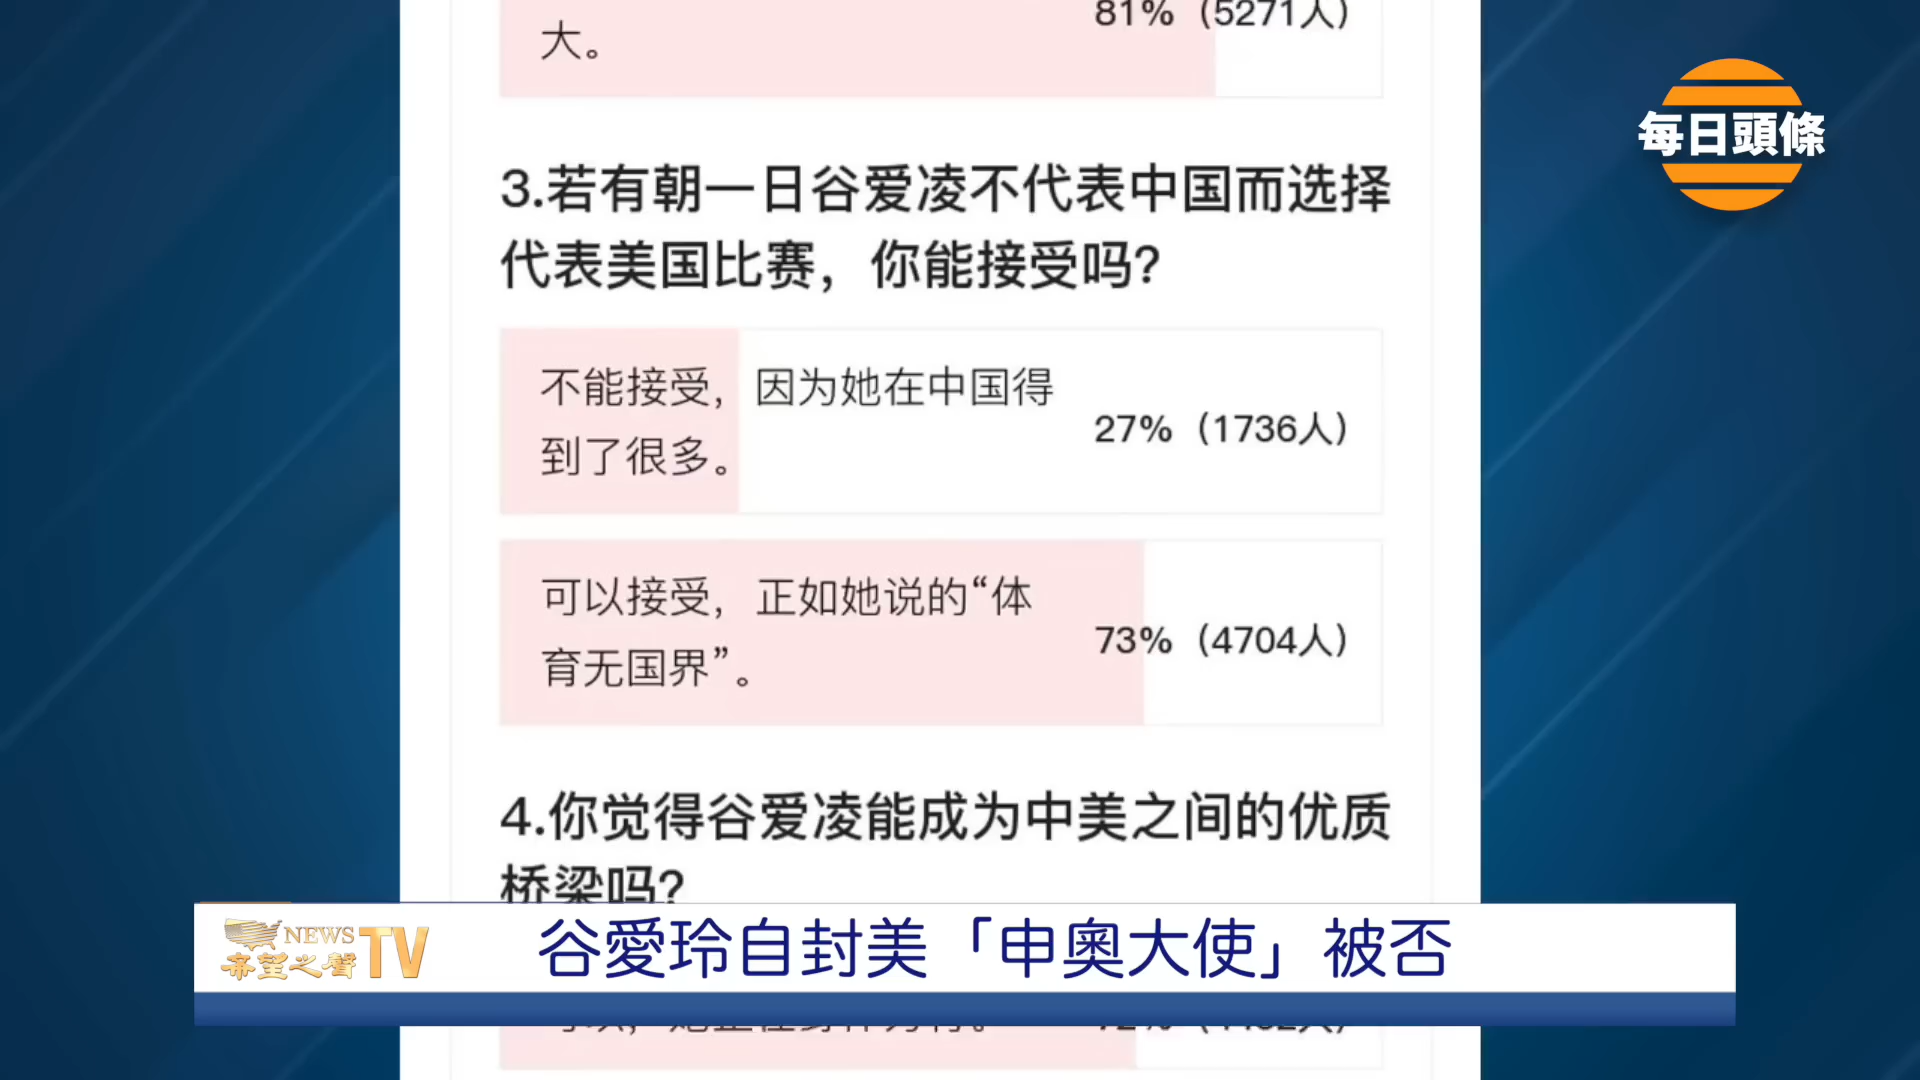 大。
81%（5271人）
每日頭條
3.若有朝一日谷爱凌不代表中国而选择
代表美国比赛，你能接受吗？
不能接受，因为她在中国得
到了很多。
27%（1736人）
可以接受，正如她说的“体
育无国界”。
73%（4704人）
4.你觉得谷爱凌能成为中美之间的优质
桥梁吗？
NEWS
希望之聲TV
谷愛玲自封美「申奧大使」被否